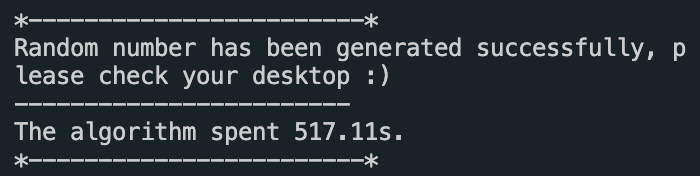 *------------------------*
Random number has been generated successfully, p
lease check your desktop :)
------------------------
The algorithm spent 517.11s.
*------------------------*